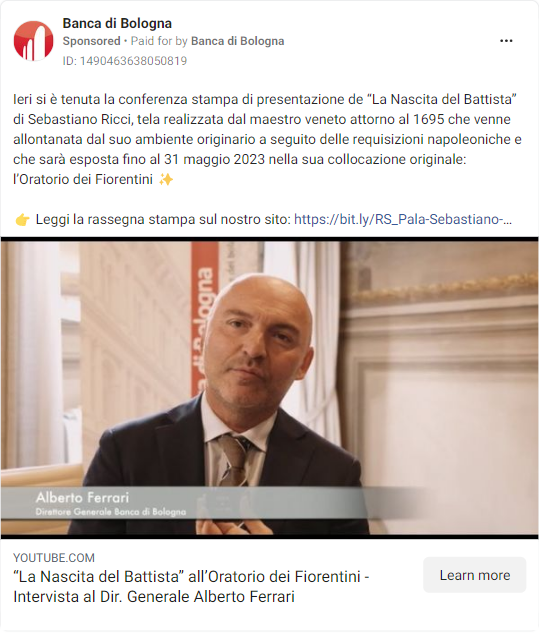 Banca di Bologna
Sponsored • Paid for by Banca di Bologna
ID: 1490463638050819
Ieri si è tenuta la conferenza stampa di presentazione de “La Nascita del Battista”
di Sebastiano Ricci, tela realizzata dal maestro veneto attorno al 1695 che venne
allontanata dal suo ambiente originario a seguito delle requisizioni napoleoniche e
che sarà esposta fino al 31 maggio 2023 nella sua collocazione originale:
l’Oratorio dei Fiorentini ✨
👉 Leggi la rassegna stampa sul nostro sito: https://bit.ly/RS_Pala-Sebastiano-...
di Bologna
Alberto Ferrari
Direttore Generale Banca di Bologna
YOUTUBE.COM
“La Nascita del Battista” all’Oratorio dei Fiorentini -
Intervista al Dir. Generale Alberto Ferrari
Learn more